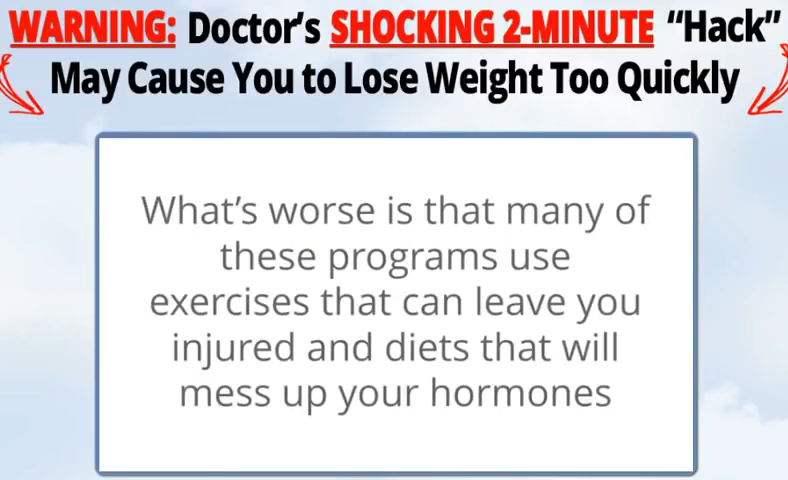 WARNING: Doctor's SHOCKING 2-MINUTE “Hack”
May Cause You to Lose Weight Too Quickly
What's worse is that many of
these programs use
exercises that can leave you
injured and diets that will
mess up your hormones